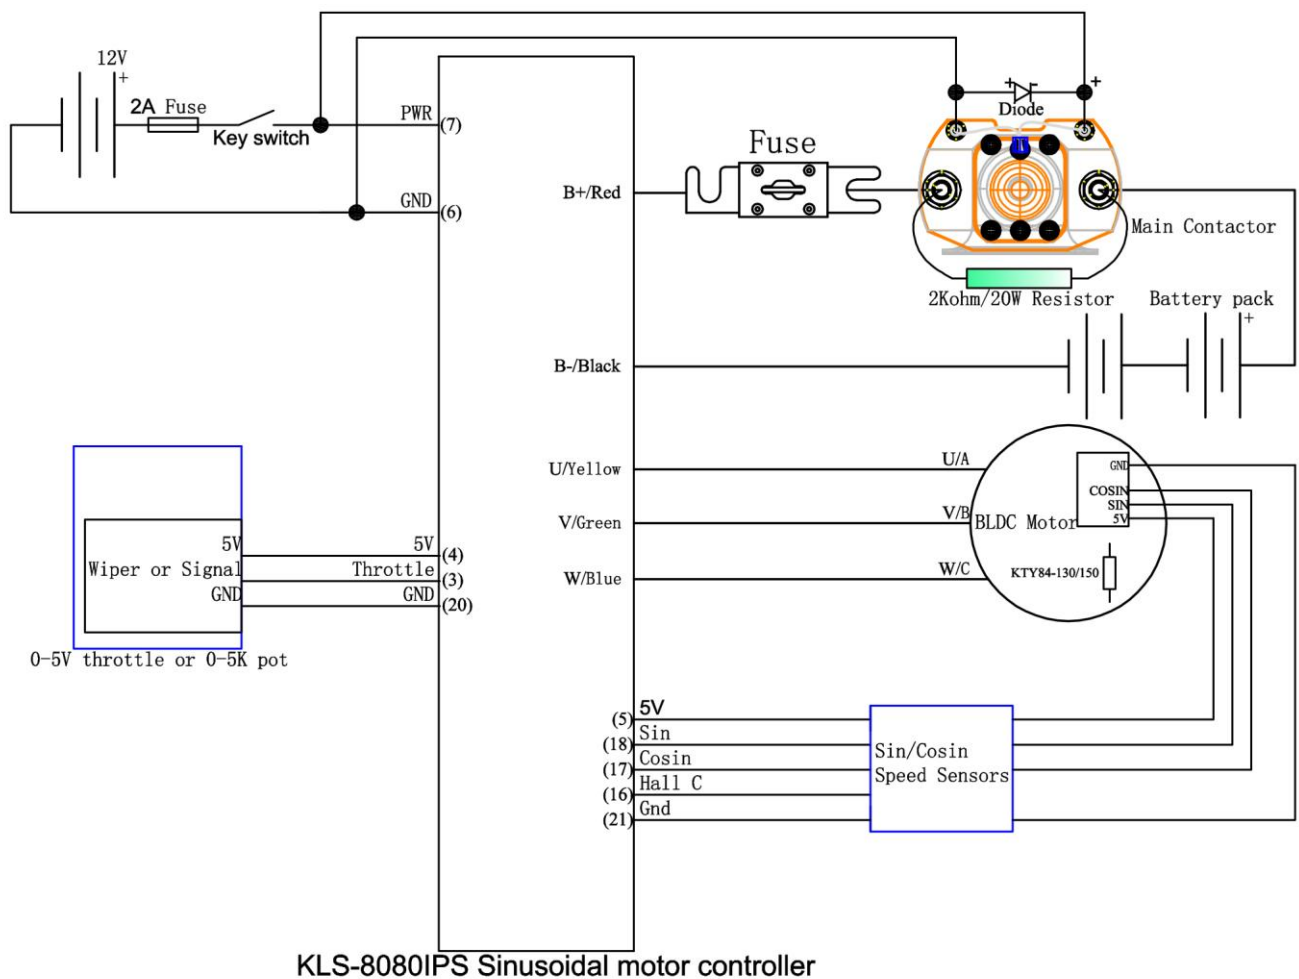 12V
+
2A Fuse
Key switch
PWR
(7)
GND
(6)
+
Diode
+
Fuse
B+/Red
Main Contactor
2Kohm/20W Resistor
Battery pack
+
B-/Black
U/Yellow
U/A
V/Green
V/B
W/Blue
W/C
BLDC Motor
GND
COSIN
SIN
5V
KTY84-130/150
5V
Wiper or Signal
GND
5V
(4)
Throttle
(3)
GND
(20)
0-5V throttle or 0-5K pot
5V
(5)
Sin
(18)
Cosin
(17)
Hall C
(16)
Gnd
(21)
Sin/Cosin
Speed Sensors
KLS-8080IPS Sinusoidal motor controller